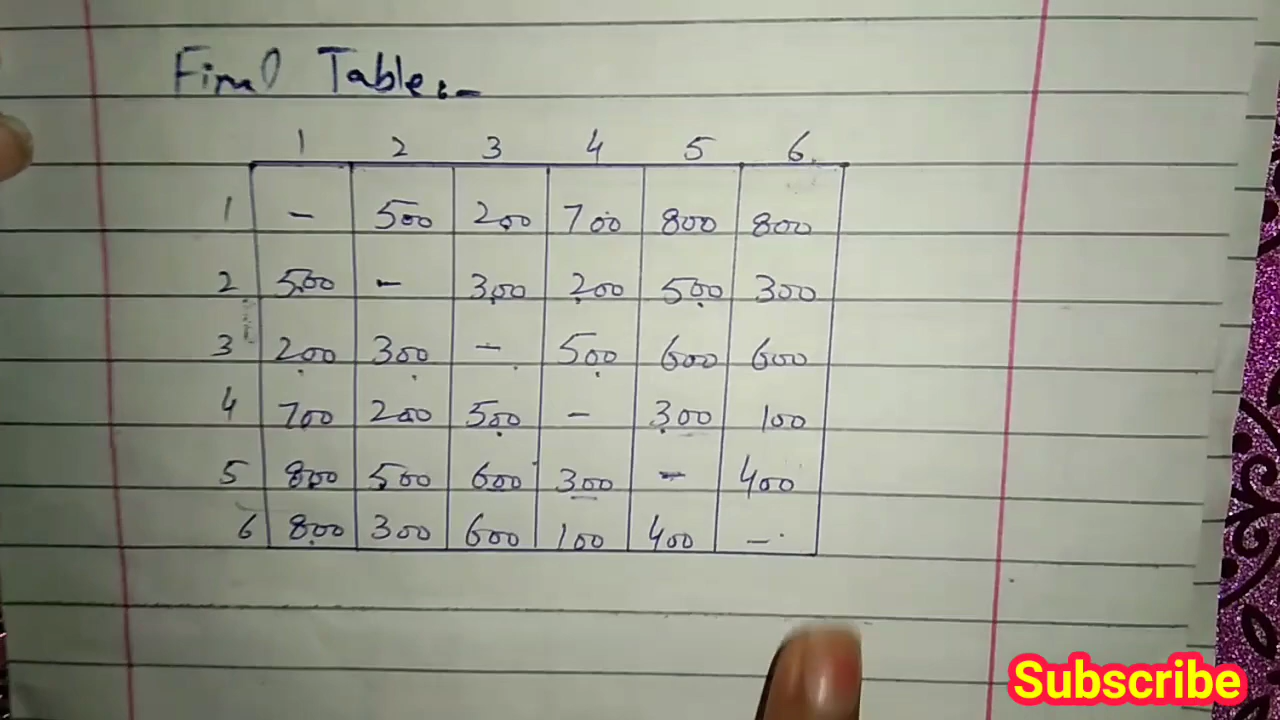 Final Table:-
1 2 3 4 5 6.
1 - 500 200 700 800 800
2 500 - 300 200 500 300
3 200 300 - 500 600 600
4 700 200 500 - 300 100
5 800 500 600 300 - 400
6 800 300 600 100 400 -
Subscribe